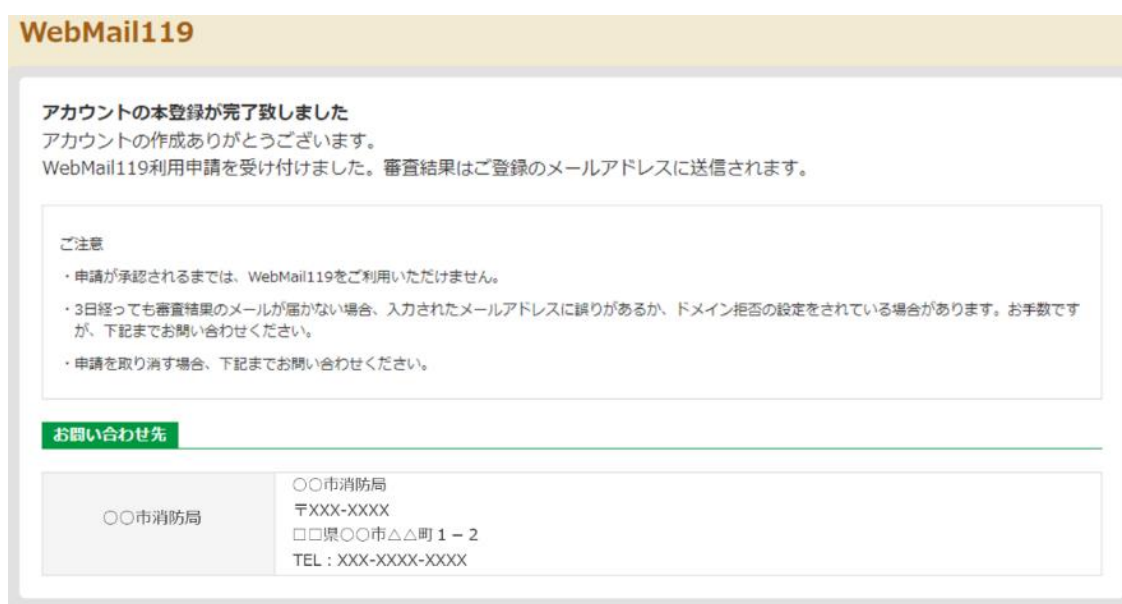 WebMail119
アカウントの本登録が完了致しました
アカウントの作成ありがとうございます。
WebMail119利用申請を受け付けました。審査結果はご登録のメールアドレスに送信されます。
ご注意
・申請が承認されるまでは、WebMail119をご利用いただけません。
・3日経っても審査結果のメールが届かない場合、入力されたメールアドレスに誤りがあるか、ドメイン拒否の設定をされている場合があります。お手数です
が、下記までお問い合わせください。
・申請を取り消す場合、下記までお問い合わせください。
お問い合わせ先
○○市消防局
○○市消防局
〒XXX-XXXX
□□県○○市△△町１－２
TEL：XXX-XXXX-XXXX